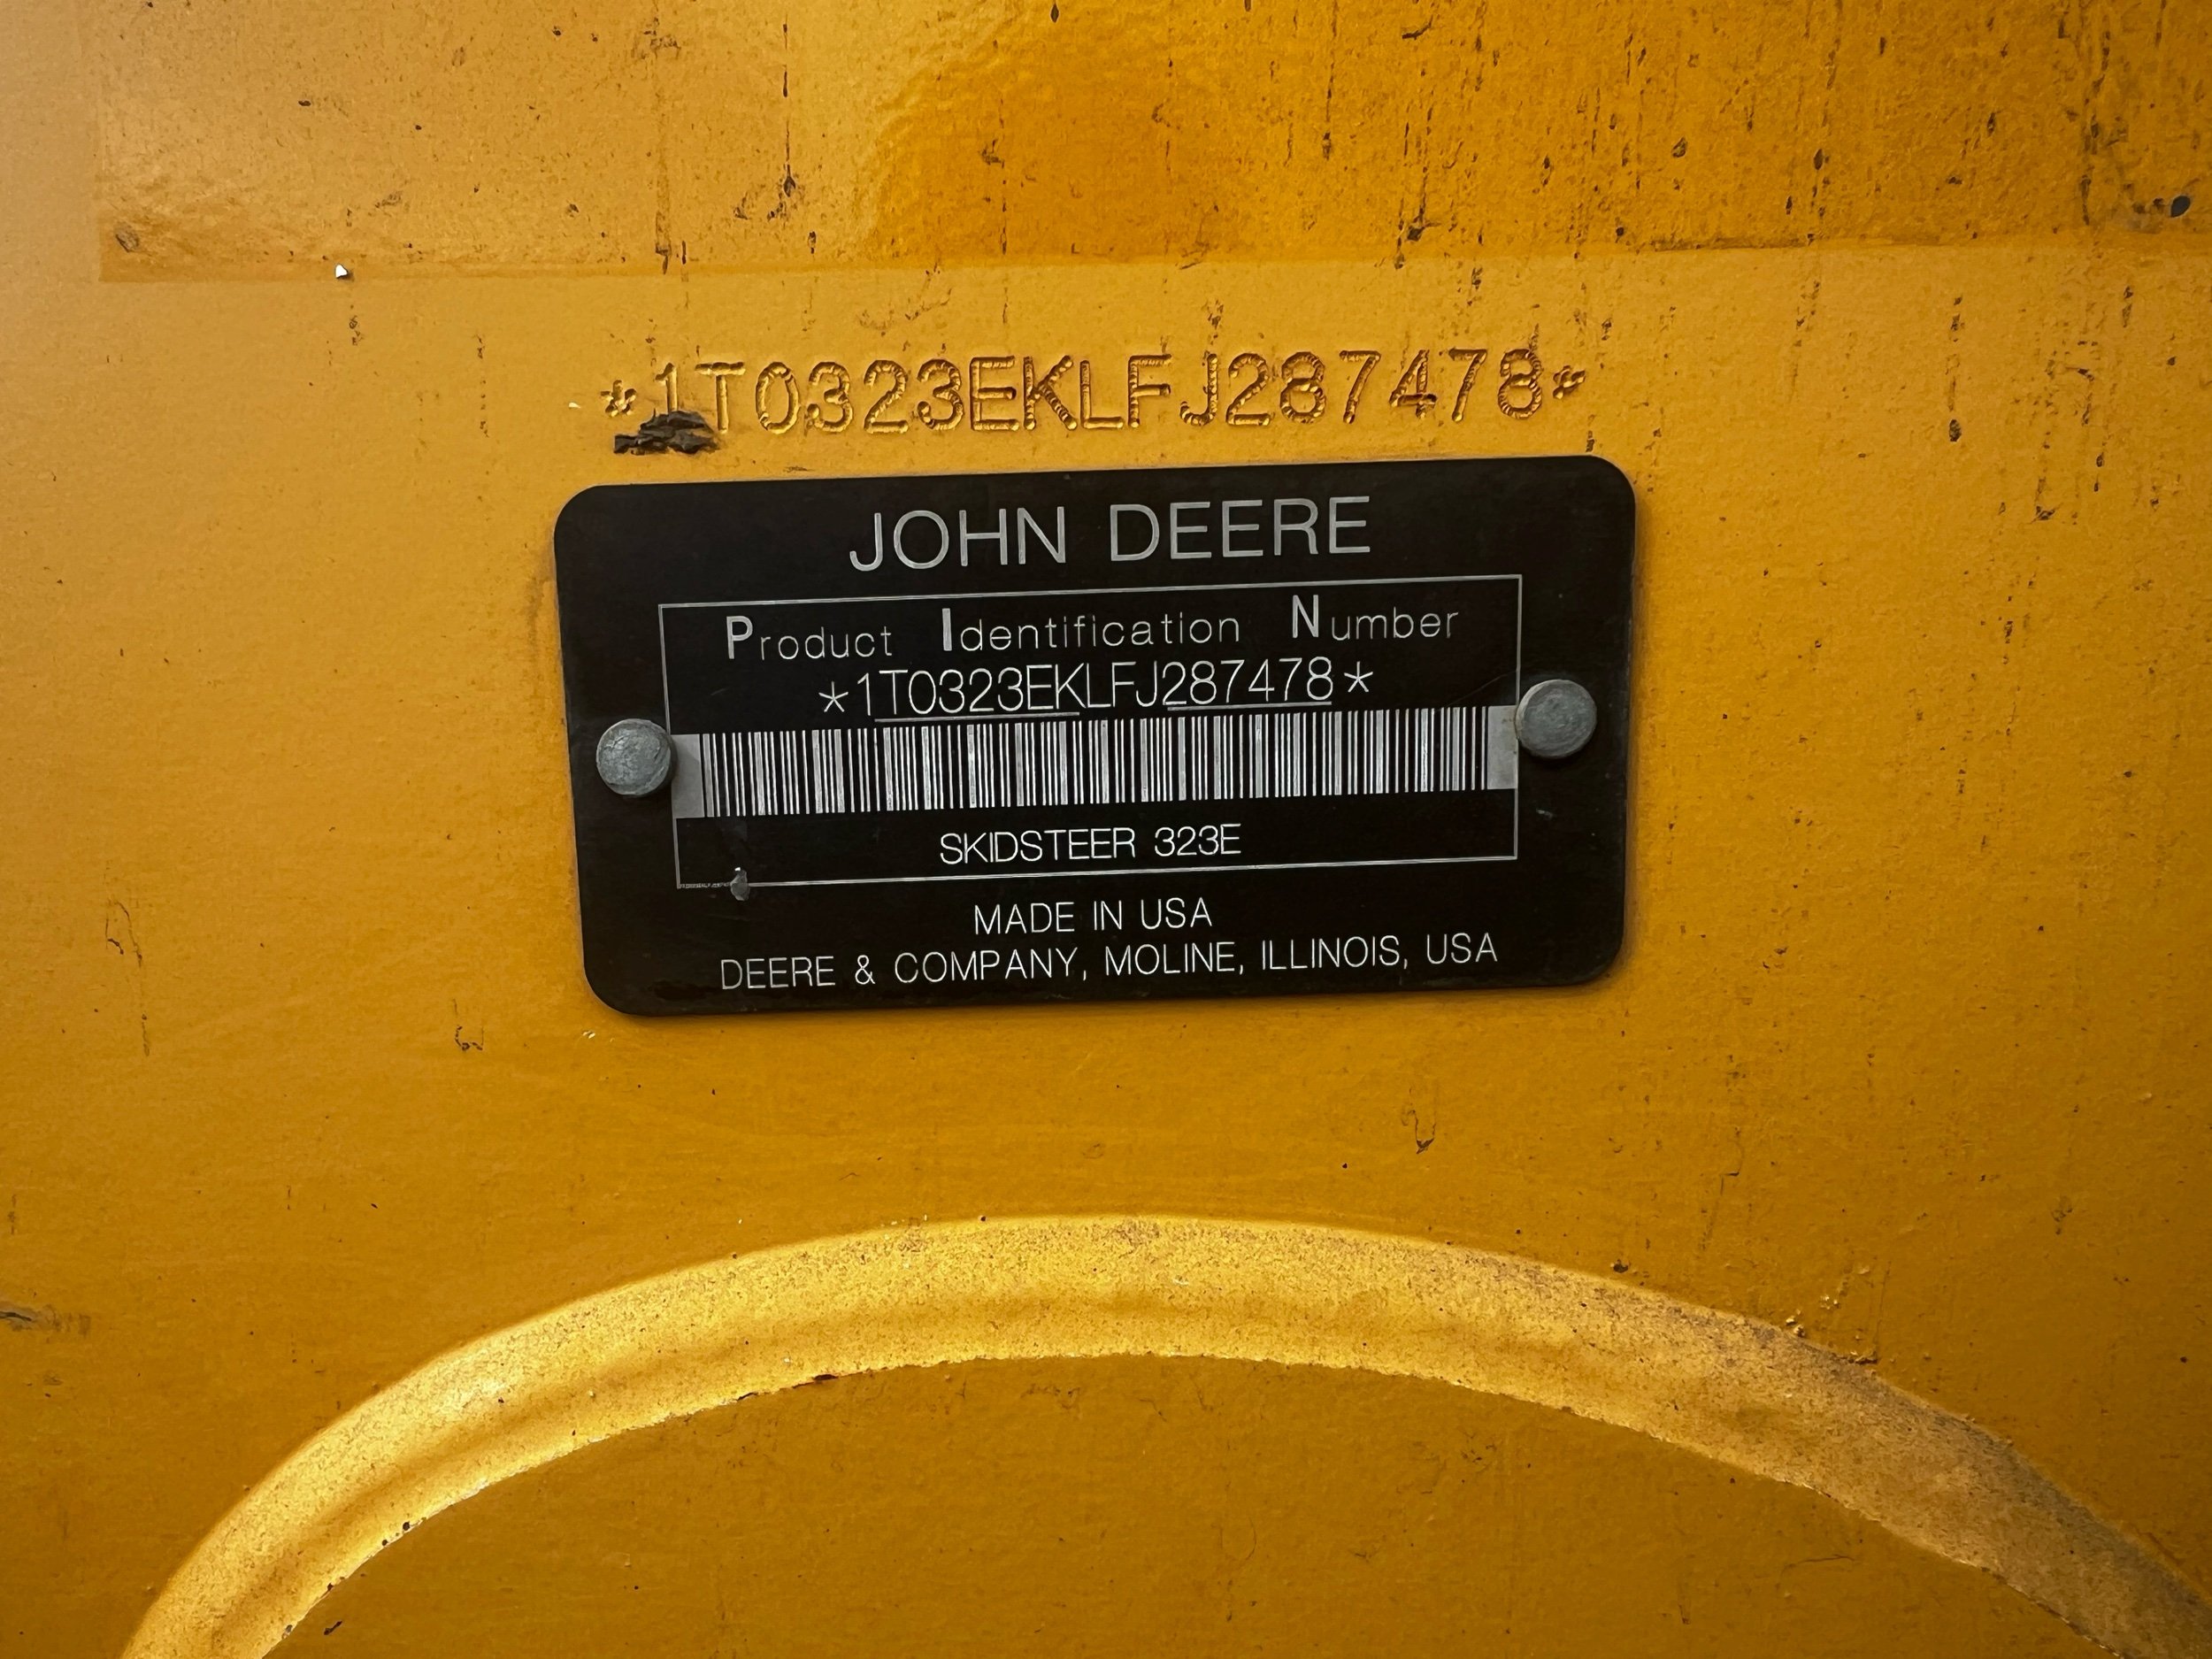 *1T0323EKLFJ287478*
JOHN DEERE
Product Identification Number
*1T0323EKLFJ287478*
SKIDSTEER 323E
MADE IN USA
DEERE & COMPANY, MOLINE, ILLINOIS, USA